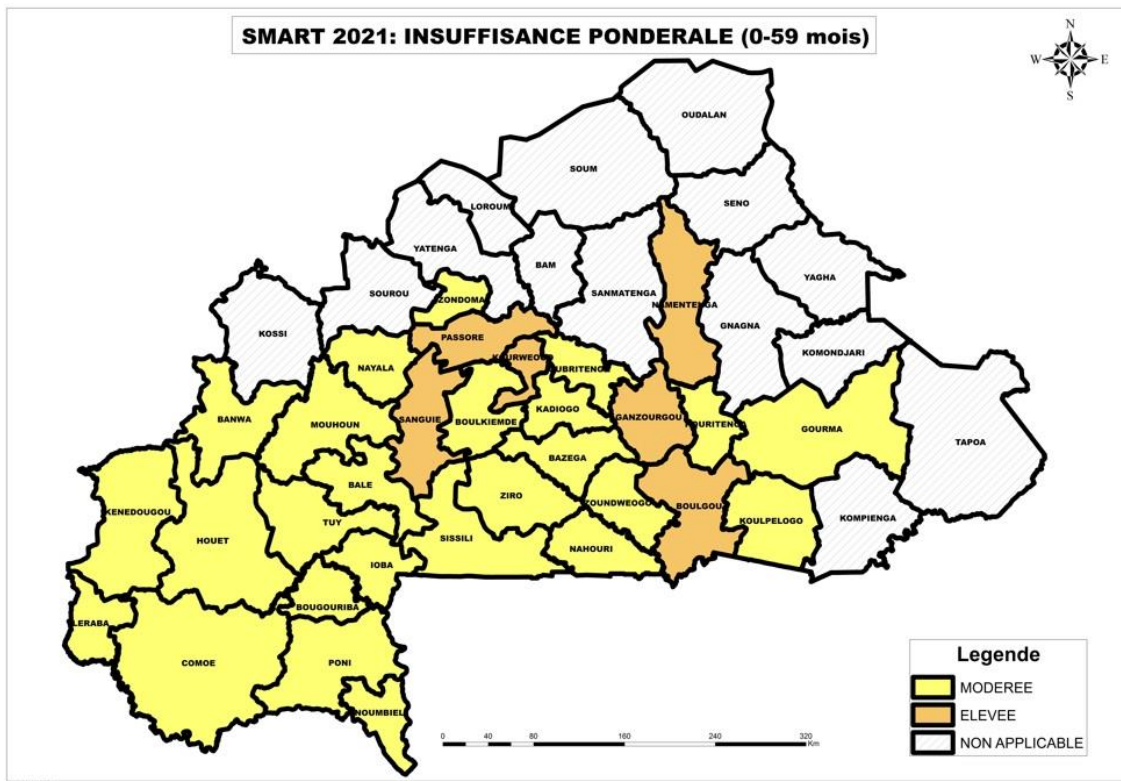 SMART 2021: INSUFFISANCE PONDERALE (0-59 mois)
N
W E
S
OUDALAN
SOUM
SENO
LOROUM
YATENGA
BAM
YAGHA
SOUROU
SANMATENGA
ZONDOMA
NAMENTENGA
GNAGNA
KOSSI
PASSORE
KOMONDJARI
KOURWEOGO
NAYALA
OUBRITENGA
BANWA
MOUHOUN
SANGUIE
BOULKIEMDE
KADIOGO
GANZOURGOU
KOURITENGA
GOURMA
TAPOA
BAZEGA
BALE
KENEDOUGOU
ZIRO
ZOUNDWEOGO
BOULGOU
TUY
KOULPELOGO
KOMPIENGA
HOUET
SISSILI
NAHOURI
IOBA
BOUGOURIBA
LERABA
COMOE
PONI
NOUMBIEL
Legende
MODEREE
ELEVEE
NON APPLICABLE
0 40 80 160 240 320
Km